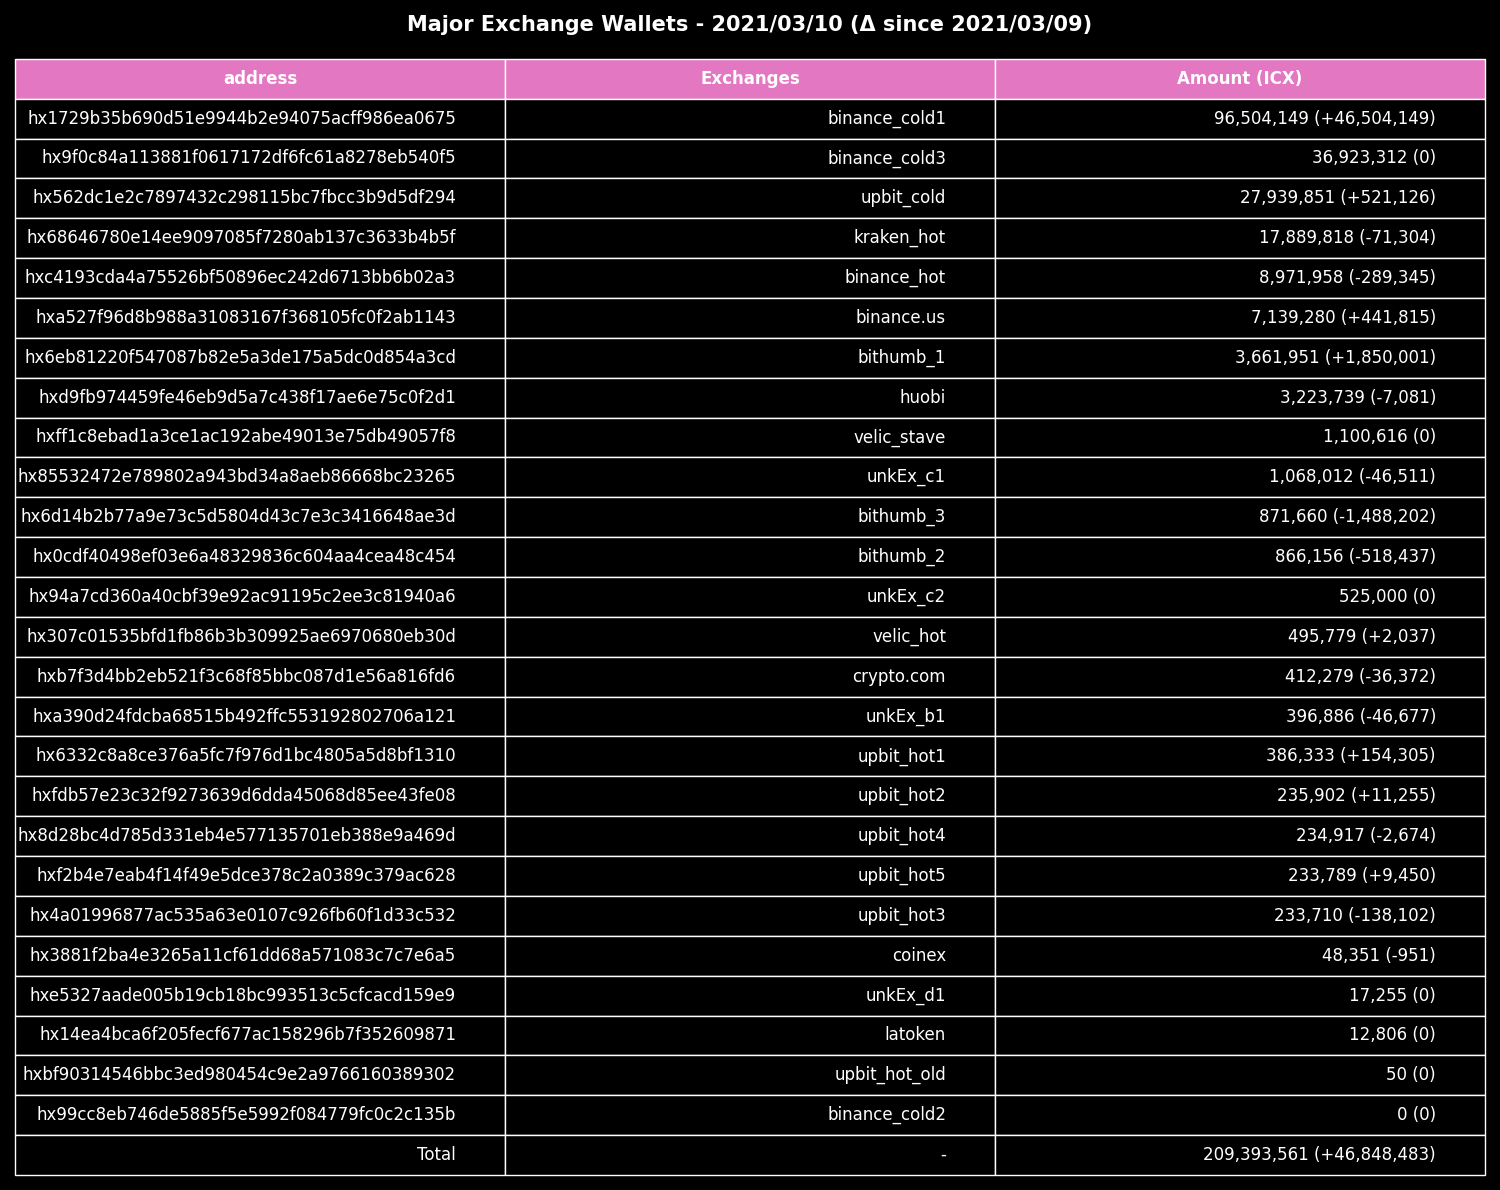 Major Exchange Wallets - 2021/03/10 (Δ since 2021/03/09)
address Exchanges Amount (ICX)
hx1729b35b690d51e9944b2e94075acff986ea0675 binance_cold1 96,504,149 (+46,504,149)
hx9f0c84a113881f0617172df6fc61a8278eb540f5 binance_cold3 36,923,312 (0)
hx562dc1e2c7897432c298115bc7fbcc3b9d5df294 upbit_cold 27,939,851 (+521,126)
hx68646780e14ee9097085f7280ab137c3633b4b5f kraken_hot 17,889,818 (-71,304)
hxc4193cda4a75526bf50896ec242d6713bb6b02a3 binance_hot 8,971,958 (-289,345)
hxa527f96d8b988a31083167f368105fc0f2ab1143 binance.us 7,139,280 (+441,815)
hx6eb81220f547087b82e5a3de175a5dc0d854a3cd bithumb_1 3,661,951 (+1,850,001)
hxd9fb974459fe46eb9d5a7c438f17ae6e75c0f2d1 huobi 3,223,739 (-7,081)
hxff1c8ebad1a3ce1ac192abe49013e75db49057f8 velic_stave 1,100,616 (0)
hx85532472e789802a943bd34a8aeb86668bc23265 unkEx_c1 1,068,012 (-46,511)
hx6d14b2b77a9e73c5d5804d43c7e3c3416648ae3d bithumb_3 871,660 (-1,488,202)
hx0cdf40498ef03e6a48329836c604aa4cea48c454 bithumb_2 866,156 (-518,437)
hx94a7cd360a40cbf39e92ac91195c2ee3c81940a6 unkEx_c2 525,000 (0)
hx307c01535bfd1fb86b3b309925ae6970680eb30d velic_hot 495,779 (+2,037)
hxb7f3d4bb2eb521f3c68f85bbc087d1e56a816fd6 crypto.com 412,279 (-36,372)
hxa390d24fdcba68515b492ffc553192802706a121 unkEx_b1 396,886 (-46,677)
hx6332c8a8ce376a5fc7f976d1bc4805a5d8bf1310 upbit_hot1 386,333 (+154,305)
hxfdb57e23c32f9273639d6dda45068d85ee43fe08 upbit_hot2 235,902 (+11,255)
hx8d28bc4d785d331eb4e577135701eb388e9a469d upbit_hot4 234,917 (-2,674)
hxf2b4e7eab4f14f49e5dce378c2a0389c379ac628 upbit_hot5 233,789 (+9,450)
hx4a01996877ac535a63e0107c926fb60f1d33c532 upbit_hot3 233,710 (-138,102)
hx3881f2ba4e3265a11cf61dd68a571083c7c7e6a5 coinex 48,351 (-951)
hxe5327aade005b19cb18bc993513c5cfcacd159e9 unkEx_d1 17,255 (0)
hx14ea4bca6f205fecf677ac158296b7f352609871 latoken 12,806 (0)
hxbf90314546bbc3ed980454c9e2a9766160389302 upbit_hot_old 50 (0)
hx99cc8eb746de5885f5e5992f084779fc0c2c135b binance_cold2 0 (0)
Total - 209,393,561 (+46,848,483)